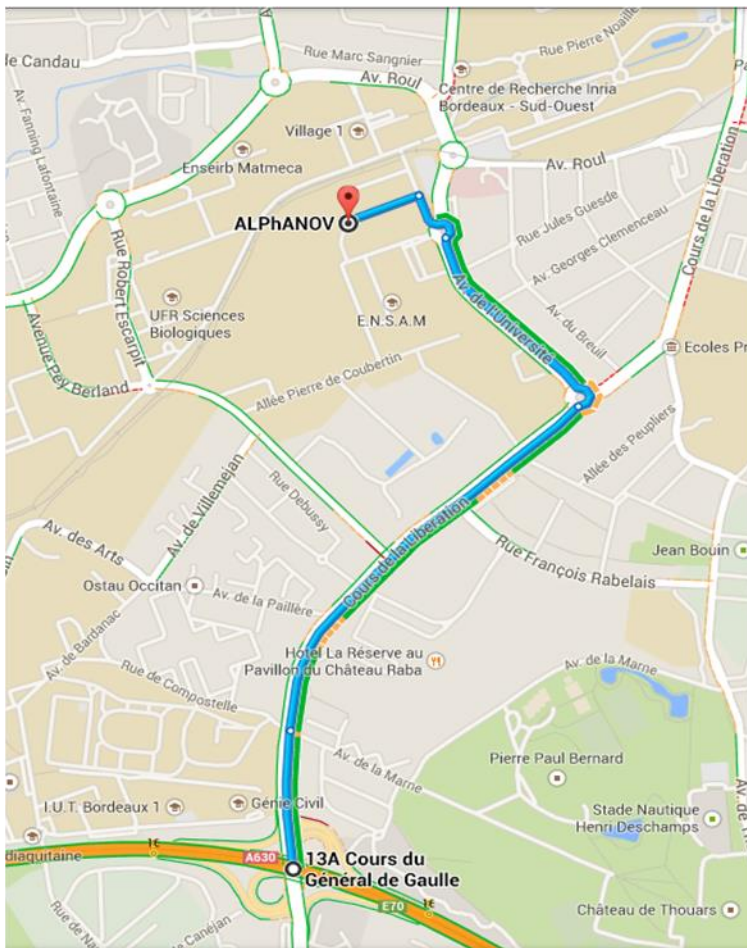 de Candau
Rue Marc Sangnier
Rue Pierre Noaille
Av. Roul
Centre de Recherche Inria
Bordeaux - Sud-Ouest
Av. Fanning Lafontaine
Village 1
Enseirb Matmeca
Av. Roul
Cours de la Libération
ALPhANOV
Rue Jules Guesde
Av. Georges Clemenceau
Rue Robert Escarpit
UFR Sciences
Biologiques
E.N.S.A.M
Av. de l'Université
Av. du Breuil
Ecoles Pr
Avenue Pey Berland
Allée Pierre de Coubertin
Allée des Peupliers
Av. de Villemejan
Rue Debussy
Av. des Arts
Cours de la Libération
Rue François Rabelais
Jean Bouin
Ostau Occitan
Av. de la Paillère
Av. de Bardanac
Hotel La Réserve au
Pavillon du Château Raba
Av. de la Marne
Rue de Compostelle
Av. de la Marne
Pierre Paul Bernard
I.U.T. Bordeaux 1
Génie Civil
Stade Nautique
Henri Deschamps
diaquitaine
A630
13A Cours du
Général de Gaulle
E70
Château de Thouars